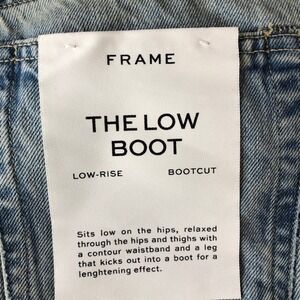 FRAME
THE LOW
BOOT
LOW-RISE BOOTCUT
Sits low on the hips, relaxed
through the hips and thighs with
a contour waistband and a leg
that kicks out into a boot for a
lenghtening effect.